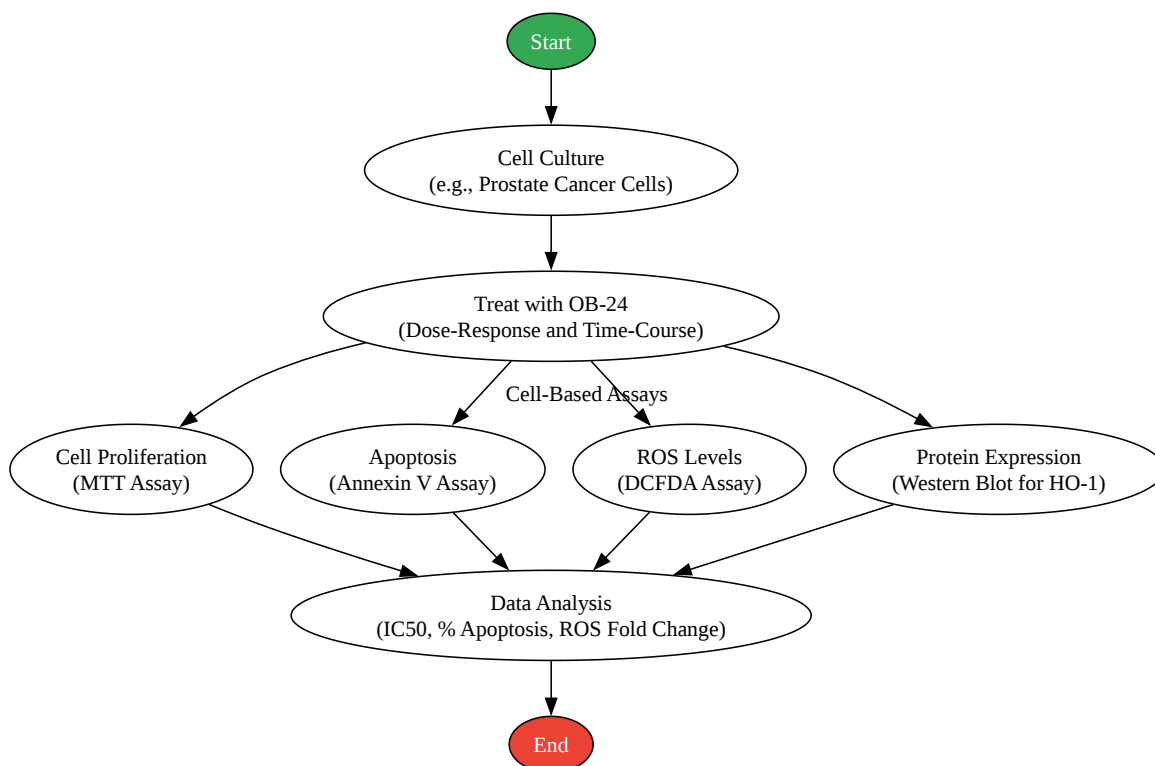 Start
Cell Culture
(e.g., Prostate Cancer Cells)
Treat with OB-24
(Dose-Response and Time-Course)
Cell-Based Assays
Cell Proliferation
(MTT Assay)
Apoptosis
(Annexin V Assay)
ROS Levels
(DCFDA Assay)
Protein Expression
(Western Blot for HO-1)
Data Analysis
(IC50, % Apoptosis, ROS Fold Change)
End